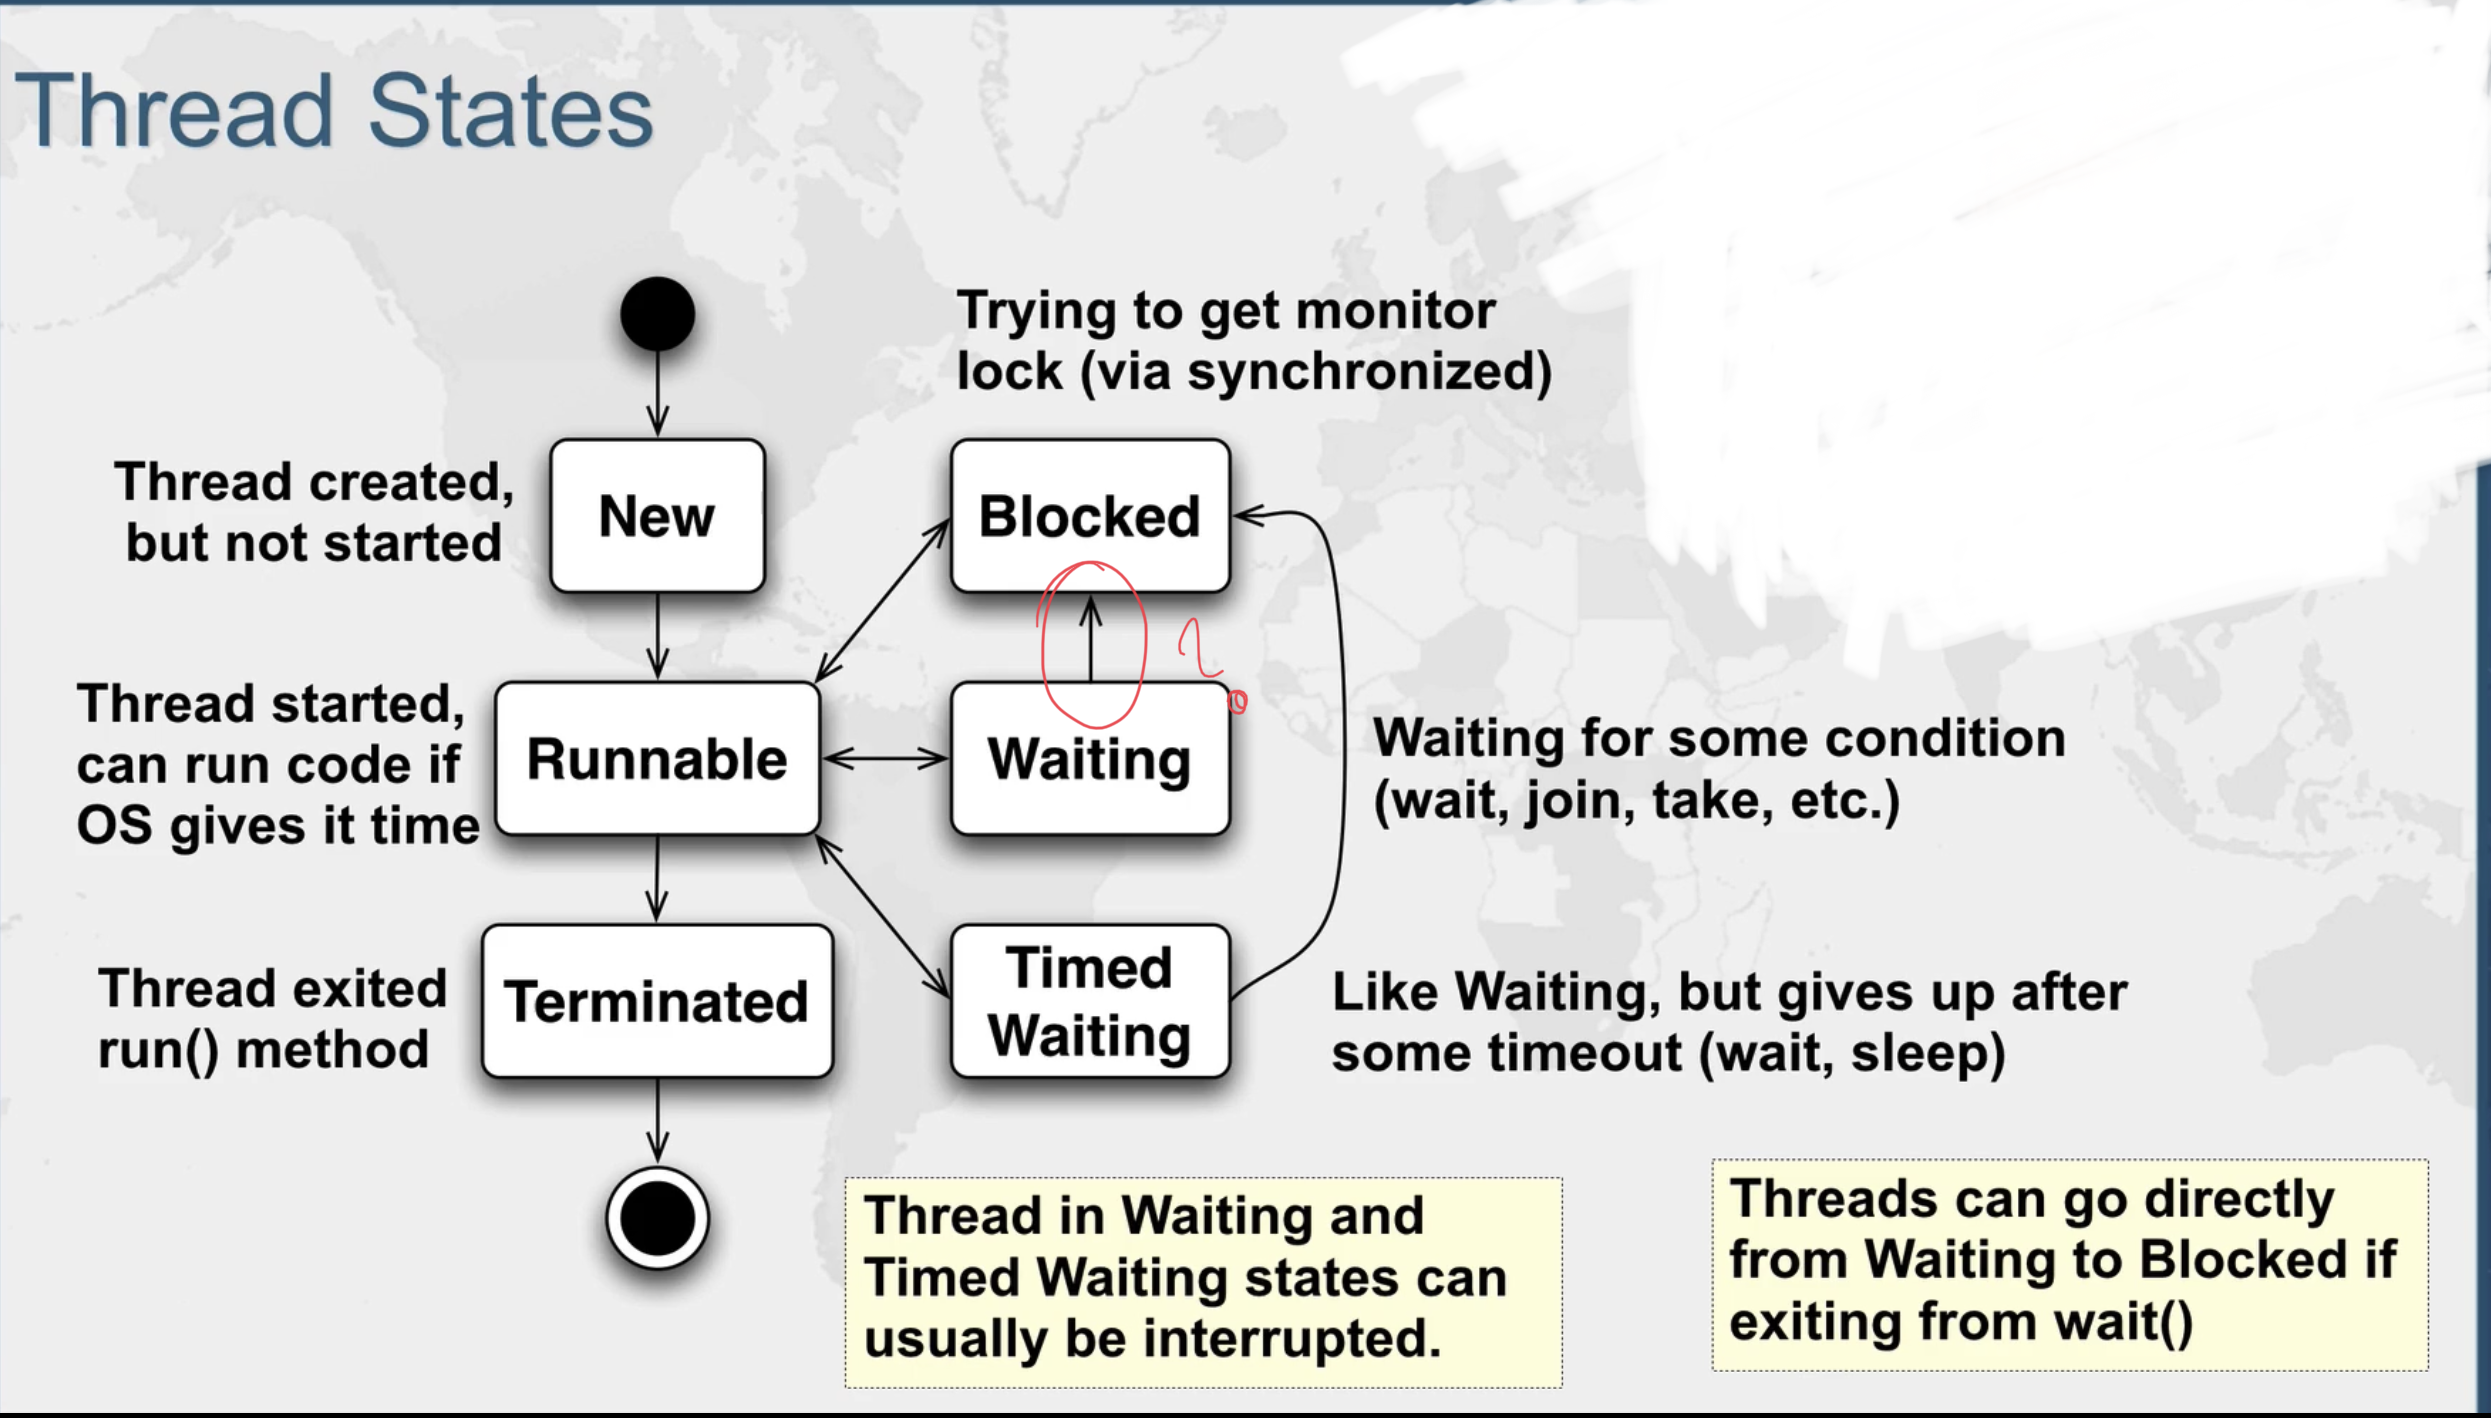 Thread States
Trying to get monitor
lock (via synchronized)
Thread created,
but not started
New
Blocked
Thread started,
can run code if
OS gives it time
Runnable
Waiting
Waiting for some condition
(wait, join, take, etc.)
Thread exited
run() method
Terminated
Timed
Waiting
Like Waiting, but gives up after
some timeout (wait, sleep)
Thread in Waiting and
Timed Waiting states can
usually be interrupted.
Threads can go directly
from Waiting to Blocked if
exiting from wait()